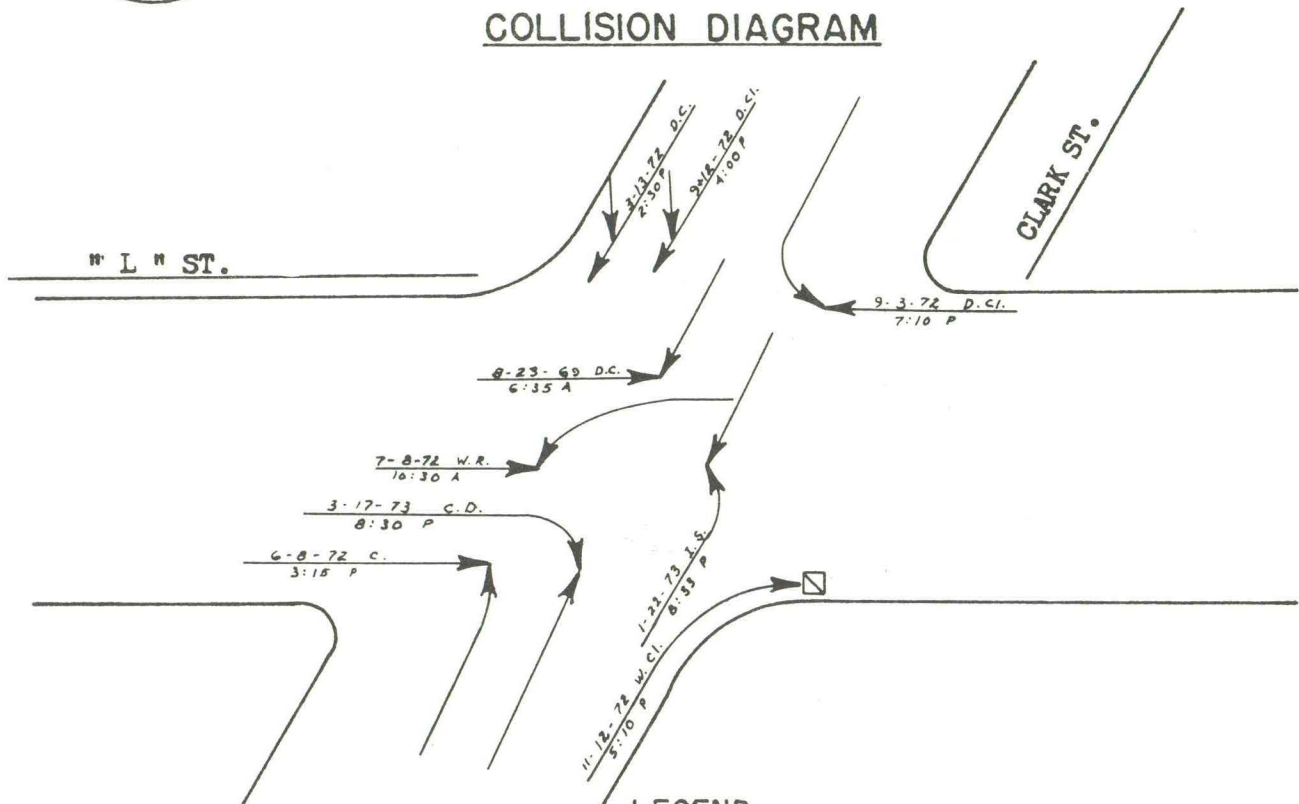 COLLISION DIAGRAM
3-13-72 D.C.
2:30 P
9-18-72 D.Cl.
4:00 P
CLARK ST.
" L " ST.
9-3-72 D.Cl.
7:10 P
8-23-69 D.C.
6:35 A
7-8-72 W.R.
10:30 A
3-17-73 C.D.
8:30 P
6-8-72 C.
3:15 P
1-22-73 I.S.
8:33 P
11-12-72 W.Cl.
5:10 P
LEGEND